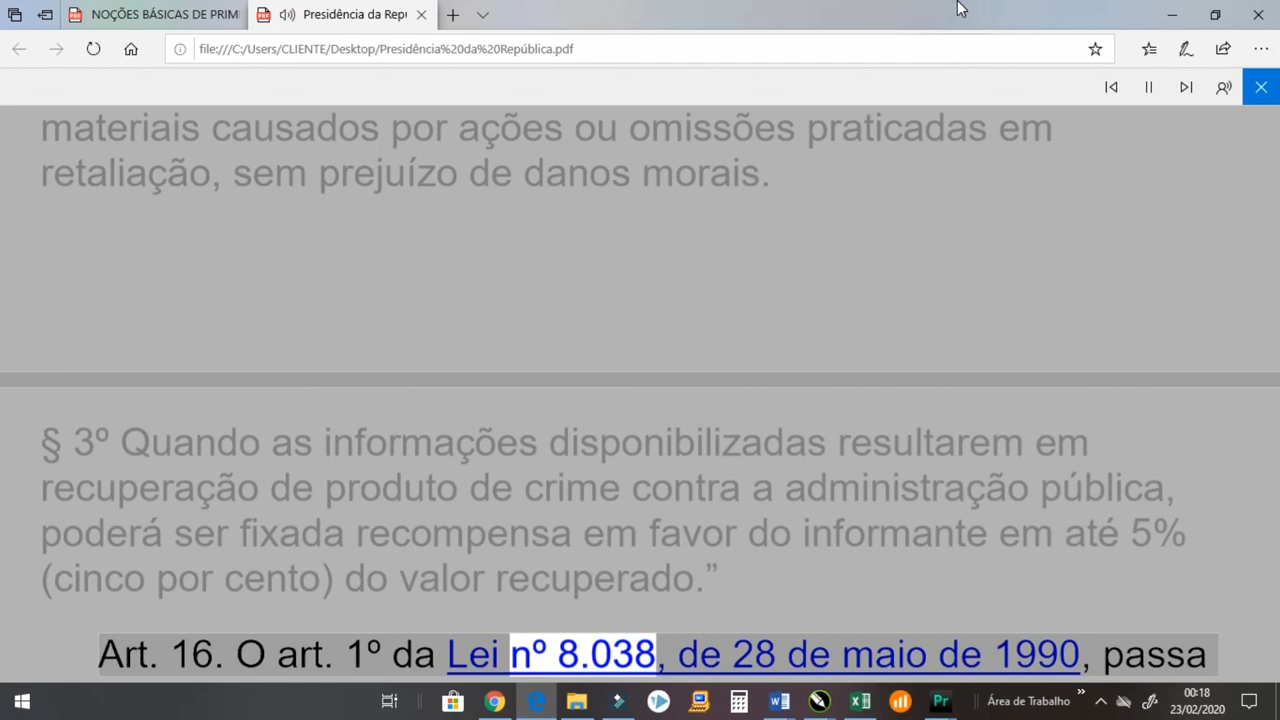 NOÇÕES BÁSICAS DE PRIM
Presidência da Repu
file:///C:/Users/CLIENTE/Desktop/Presidência%20da%20República.pdf
materiais causados por ações ou omissões praticadas em
retaliação, sem prejuízo de danos morais.
§ 3º Quando as informações disponibilizadas resultarem em
recuperação de produto de crime contra a administração pública,
poderá ser fixada recompensa em favor do informante em até 5%
(cinco por cento) do valor recuperado.”
Art. 16. O art. 1º da Lei nº 8.038, de 28 de maio de 1990, passa
Área de Trabalho
00:18
23/02/2020